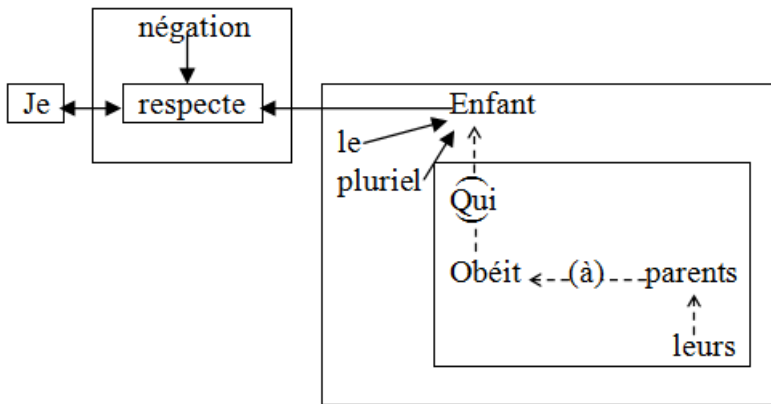 négation
Je respecte Enfant
le
pluriel
Qui
Obéit (à) parents
leurs